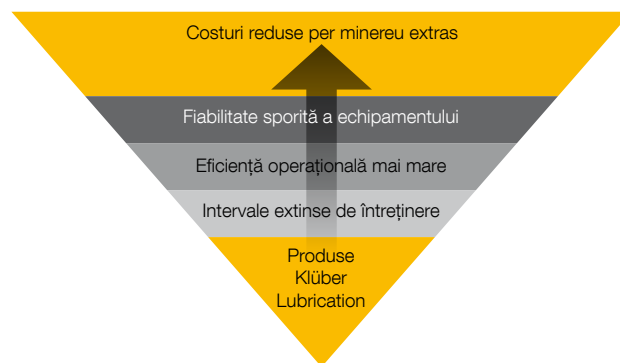 Costuri reduse per minereu extras
Fiabilitate sporită a echipamentului
Eficiență operațională mai mare
Intervale extinse de întreținere
Produse
Klüber
Lubrication